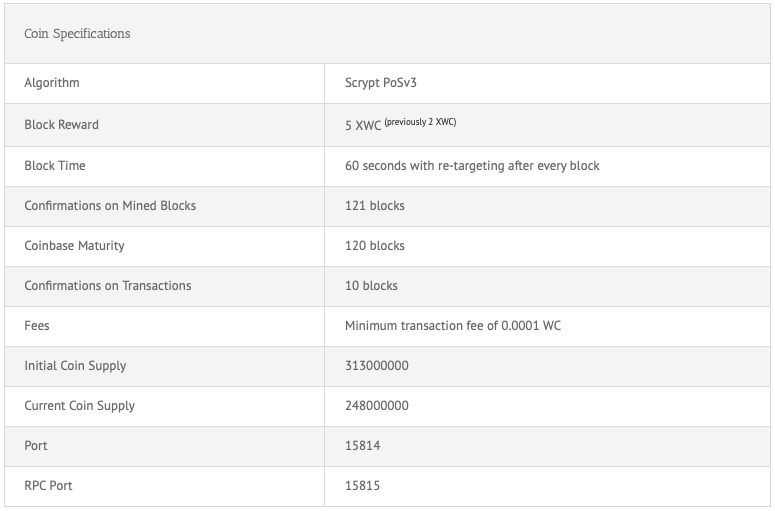 Coin Specifications
Algorithm Scrypt PoSv3
Block Reward 5 XWC (previously 2 XWC)
Block Time 60 seconds with re-targeting after every block
Confirmations on Mined Blocks 121 blocks
Coinbase Maturity 120 blocks
Confirmations on Transactions 10 blocks
Fees Minimum transaction fee of 0.0001 WC
Initial Coin Supply 313000000
Current Coin Supply 248000000
Port 15814
RPC Port 15815